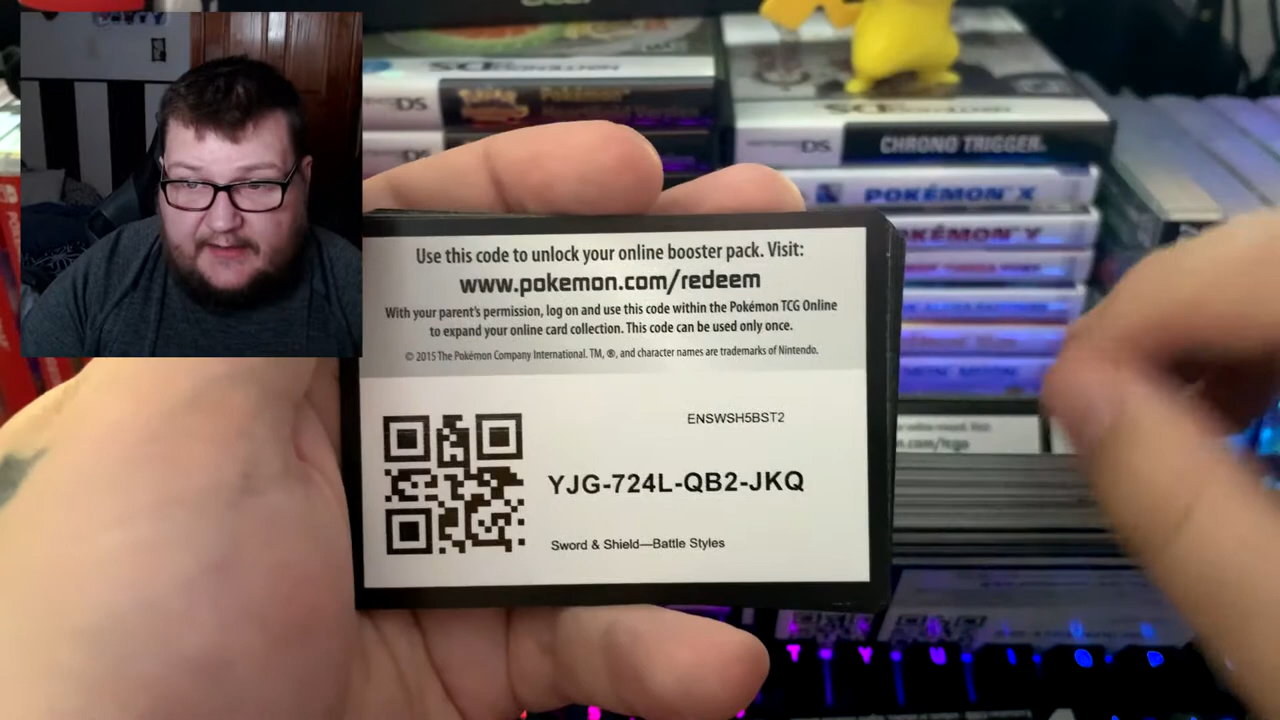 DS
NINTENDO DS
CHRONO TRIGGER
POKÉMON X
POKÉMON Y
Use this code to unlock your online booster pack. Visit:
www.pokemon.com/redeem
With your parent's permission, log on and use this code within the Pokémon TCG Online
to expand your online card collection. This code can be used only once.
© 2015 The Pokémon Company International. TM, ®, and character names are trademarks of Nintendo.
ENSWSH5BST2
YJG-724L-QB2-JKQ
Sword & Shield—Battle Styles
T Y U I O P